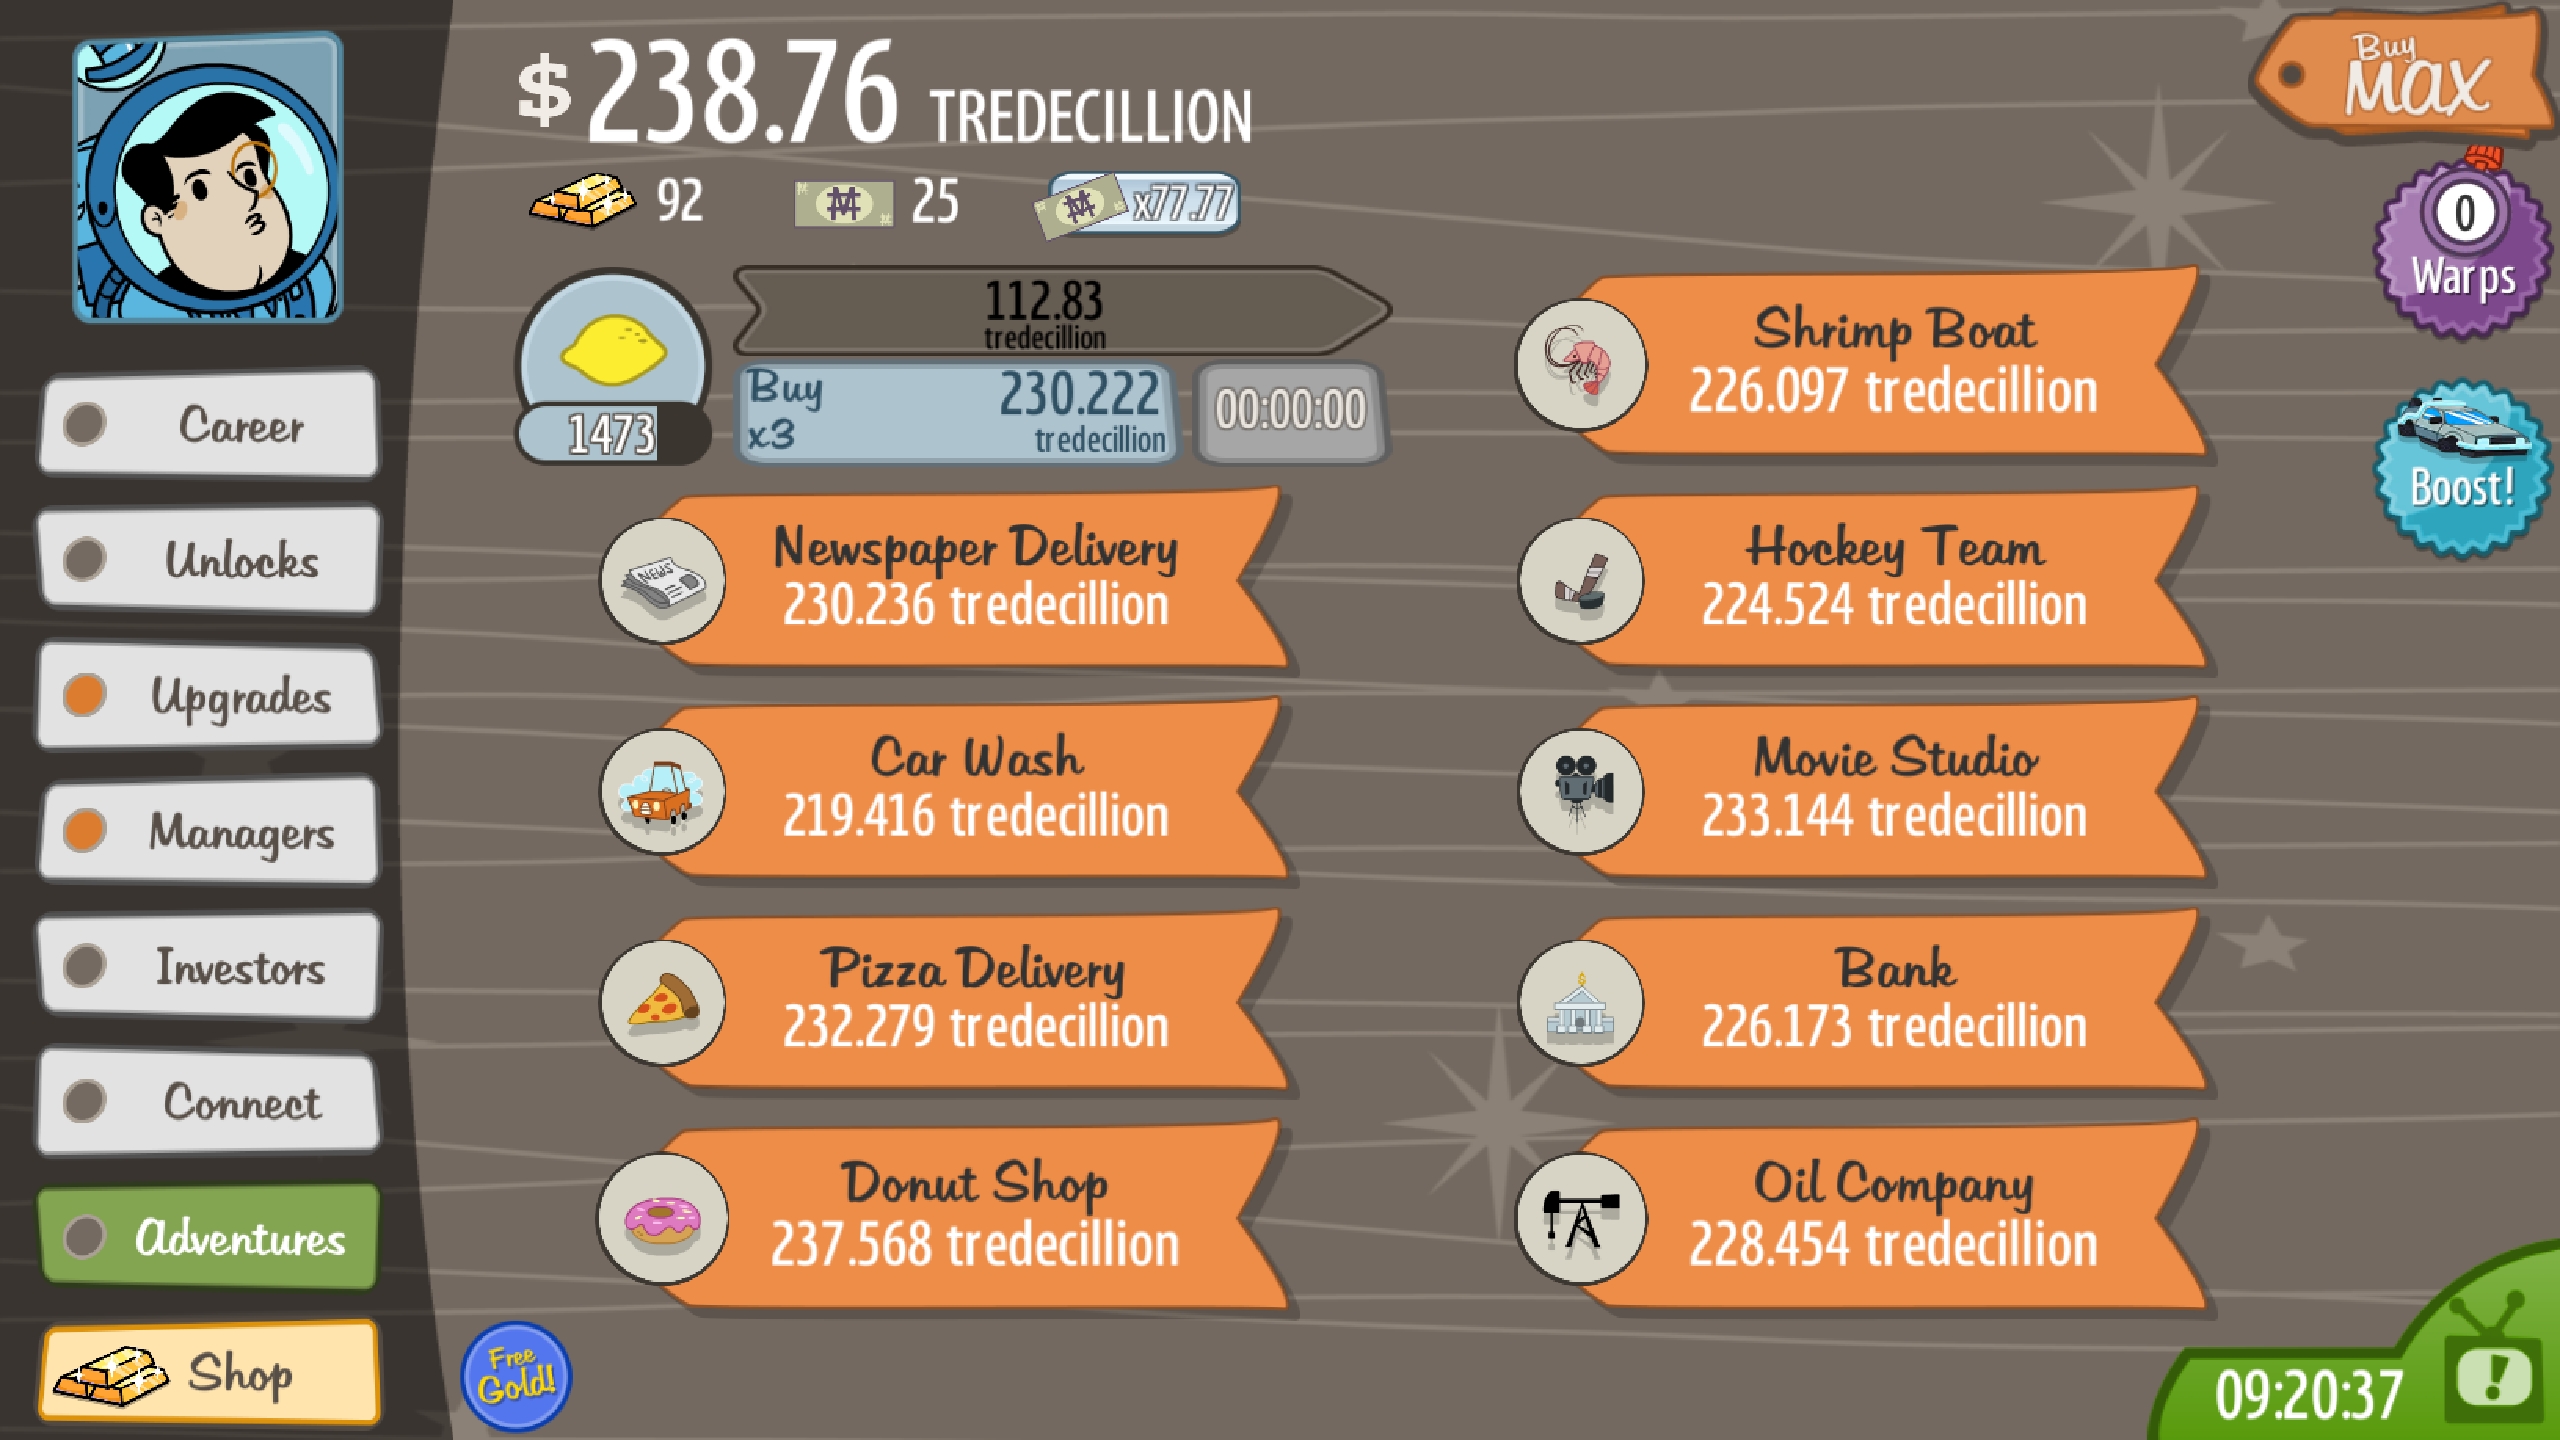 $238.76 TREDECILLION
92
25
x77.77
Buy
MAX
0
Warps
Boost!
Career
Unlocks
Upgrades
Managers
Investors
Connect
Adventures
Shop
112.83
tredecillion
1473
Buy
x3
230.222
tredecillion
00:00:00
Newspaper Delivery
230.236 tredecillion
NEWS
Car Wash
219.416 tredecillion
Pizza Delivery
232.279 tredecillion
Donut Shop
237.568 tredecillion
Shrimp Boat
226.097 tredecillion
Hockey Team
224.524 tredecillion
Movie Studio
233.144 tredecillion
Bank
226.173 tredecillion
Oil Company
228.454 tredecillion
Free
Gold!
09:20:37
!